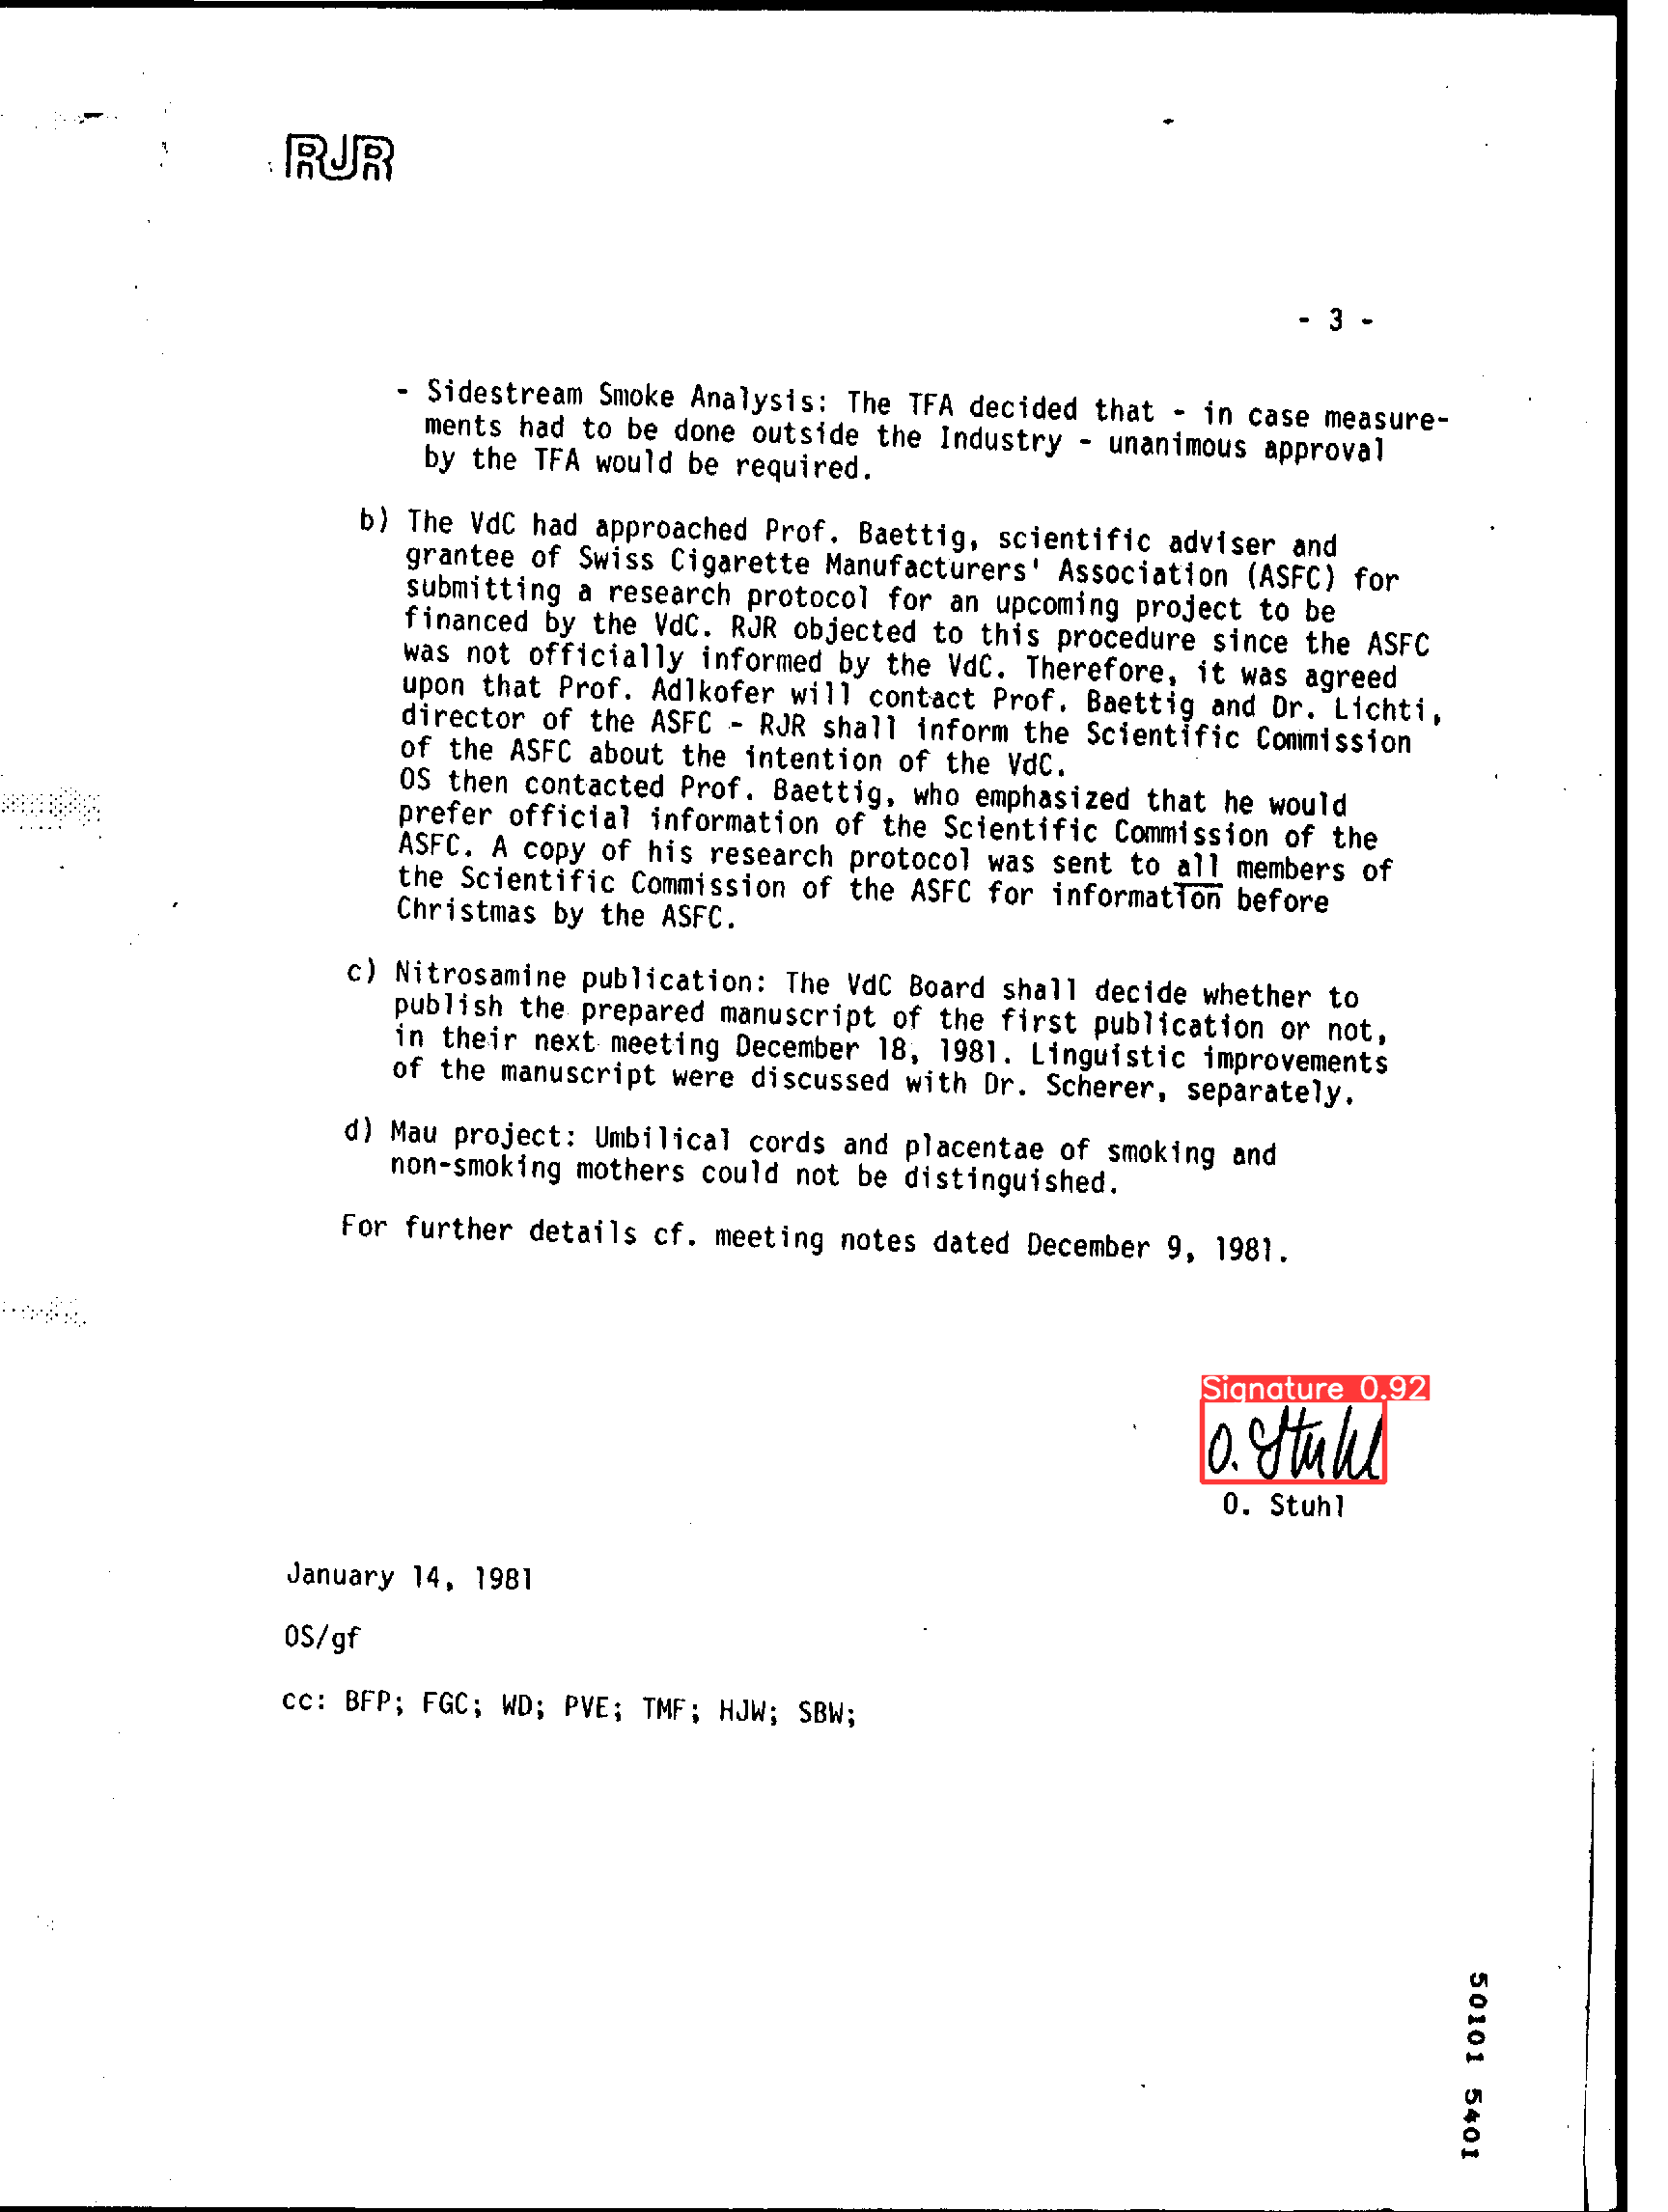 RJR
- 3 -
- Sidestream Smoke Analysis: The TFA decided that - in case measure-
ments had to be done outside the Industry - unanimous approval
by the TFA would be required.
b) The VdC had approached Prof. Baettig, scientific adviser and
grantee of Swiss Cigarette Manufacturers' Association (ASFC) for
submitting a research protocol for an upcoming project to be
financed by the VdC. RJR objected to this procedure since the ASFC
was not officially informed by the VdC. Therefore, it was agreed
upon that Prof. Adlkofer will contact Prof. Baettig and Dr. Lichti,
director of the ASFC - RJR shall inform the Scientific Commission
of the ASFC about the intention of the VdC.
OS then contacted Prof. Baettig, who emphasized that he would
prefer official information of the Scientific Commission of the
ASFC. A copy of his research protocol was sent to all members of
the Scientific Commission of the ASFC for information before
Christmas by the ASFC.
c) Nitrosamine publication: The VdC Board shall decide whether to
publish the prepared manuscript of the first publication or not,
in their next meeting December 18, 1981. Linguistic improvements
of the manuscript were discussed with Dr. Scherer, separately.
d) Mau project: Umbilical cords and placentae of smoking and
non-smoking mothers could not be distinguished.
For further details cf. meeting notes dated December 9, 1981.
Signature 0.92
O. Stuhl
O. Stuhl
January 14, 1981
OS/gf
cc: BFP; FGC; WD; PVE; TMF; HJW; SBW;
50101 5401